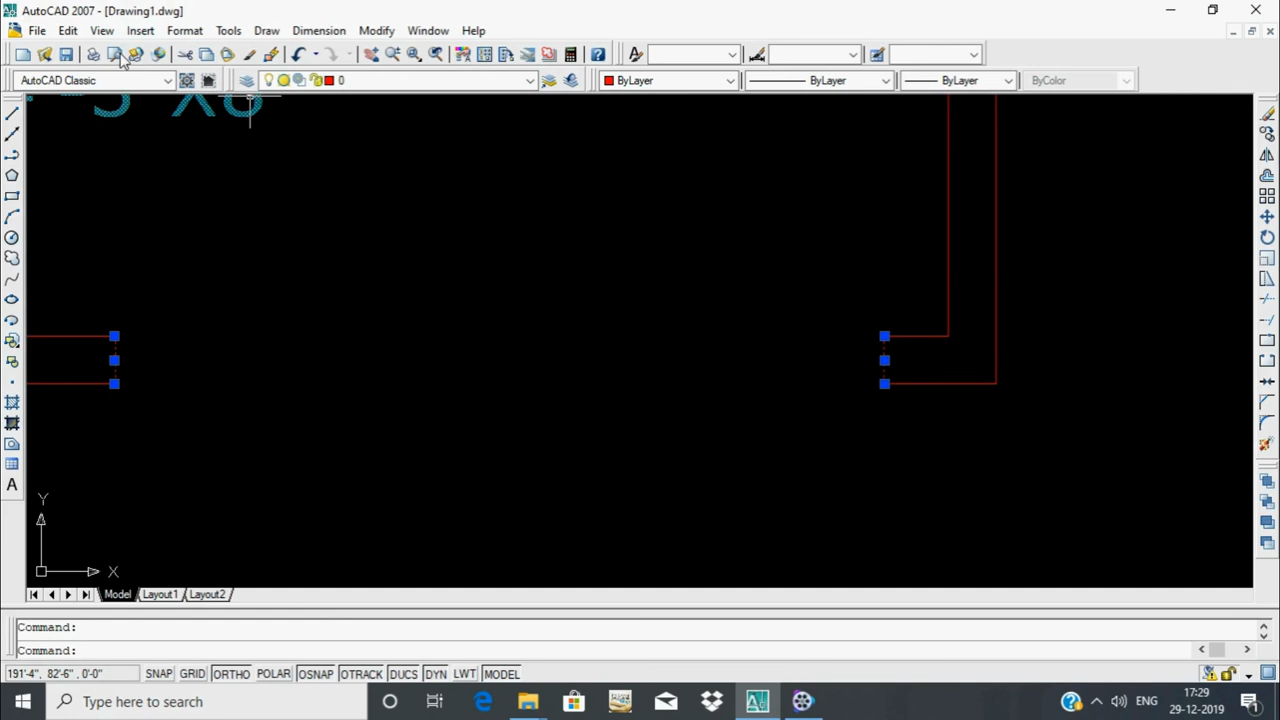 AutoCAD 2007 - [Drawing1.dwg]
File Edit View Insert Format Tools Draw Dimension Modify Window Help
AutoCAD Classic 0 ByLayer ByLayer ByLayer ByColor
A
Y
X
Model Layout1 Layout2
Command:
Command:
191'-4", 82'-6" ,0'-0" SNAP GRID ORTHO POLAR OSNAP OTRACK DUCS DYN LWT MODEL
Type here to search
ENG
17:29
29-12-2019
1